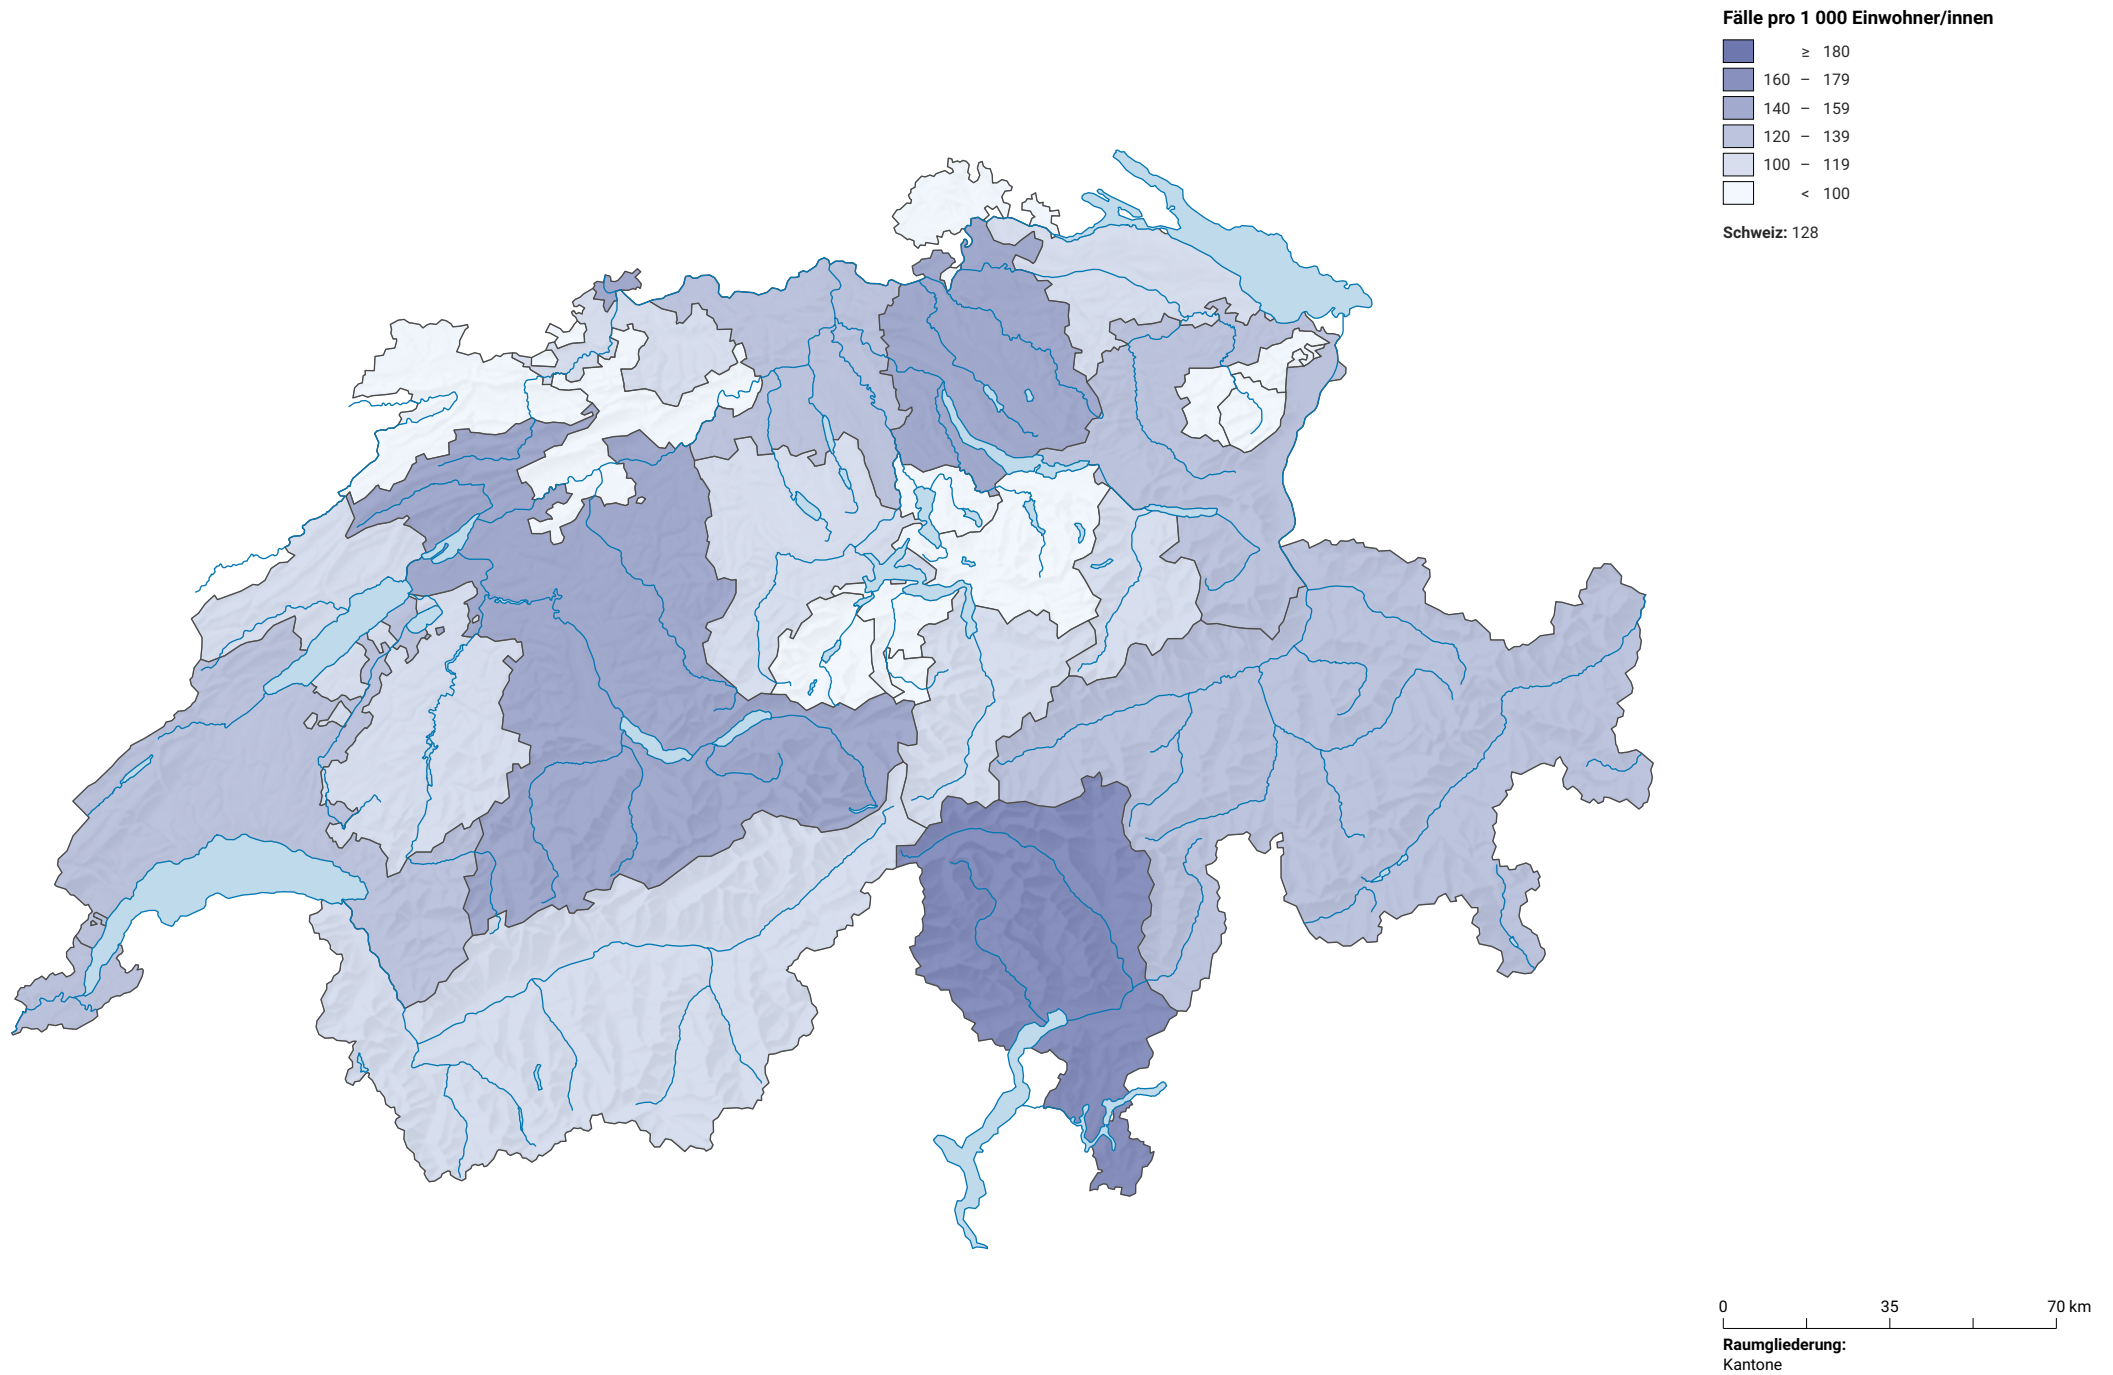 Fälle pro 1 000 Einwohner/innen
≥ 180
160 – 179
140 – 159
120 – 139
100 – 119
< 100
Schweiz: 128
0 35 70 km
Raumgliederung:
Kantone